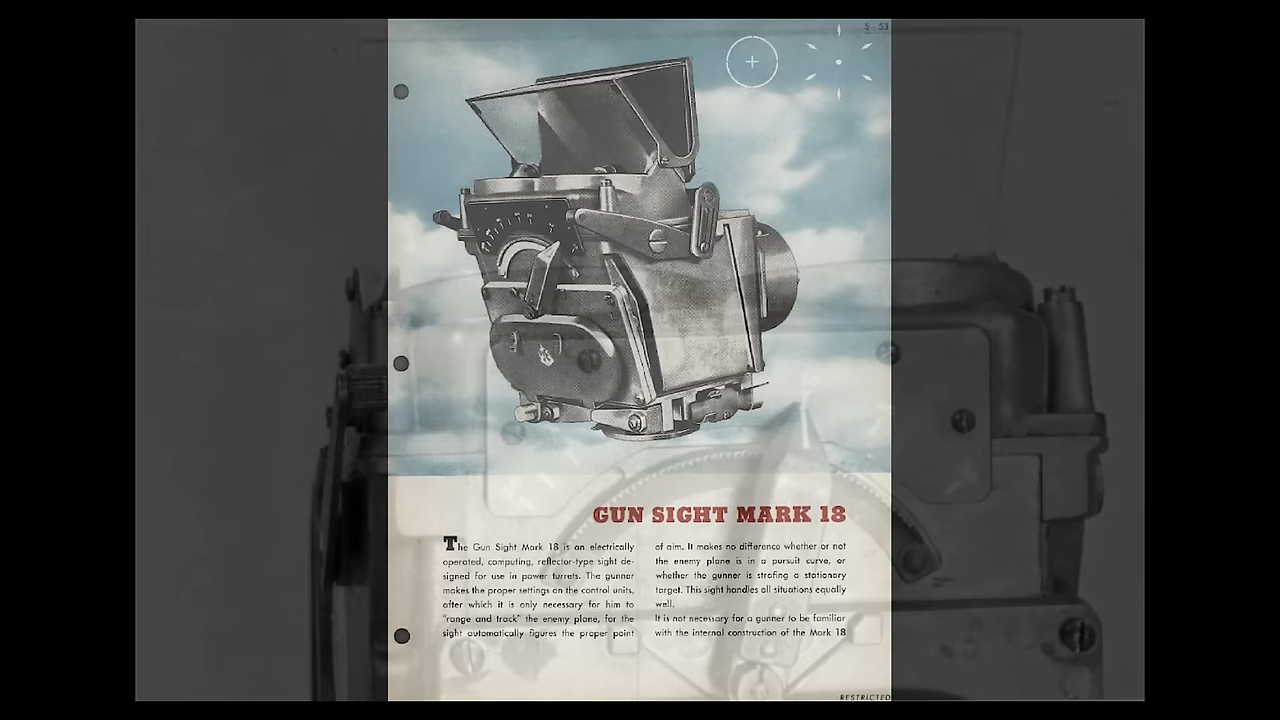 S-53
GUN SIGHT MARK 18
The Gun Sight Mark 18 is an electrically
operated, computing, reflector-type sight de-
signed for use in power turrets. The gunner
makes the proper settings on the control units,
after which it is only necessary for him to
"range and track" the enemy plane, for the
sight automatically figures the proper point
of aim. It makes no difference whether or not
the enemy plane is in a pursuit curve, or
whether the gunner is strafing a stationary
target. This sight handles all situations equally
well.
It is not necessary for a gunner to be familiar
with the internal construction of the Mark 18
RESTRICTED